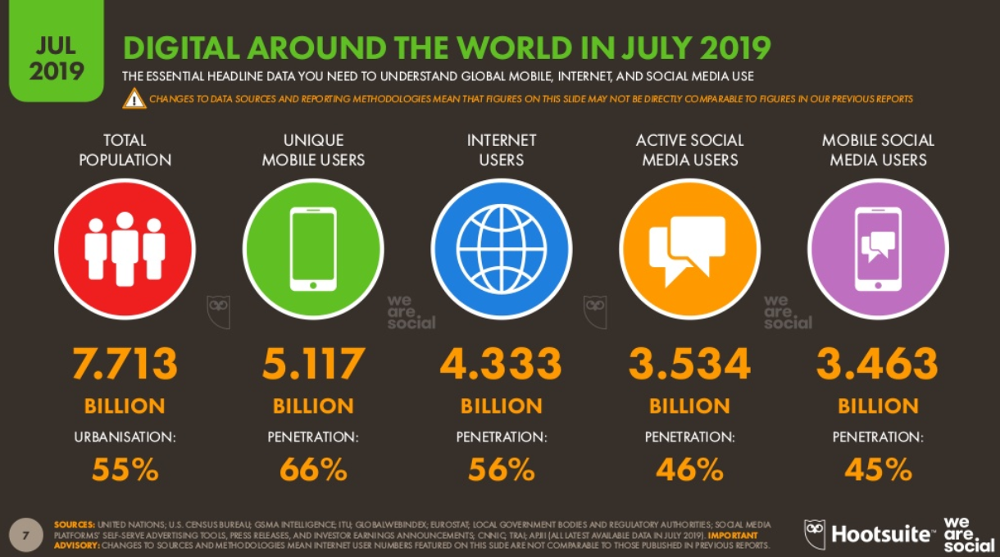 JUL
2019
DIGITAL AROUND THE WORLD IN JULY 2019
THE ESSENTIAL HEADLINE DATA YOU NEED TO UNDERSTAND GLOBAL MOBILE, INTERNET, AND SOCIAL MEDIA USE
CHANGES TO DATA SOURCES AND REPORTING METHODOLOGIES MEAN THAT FIGURES ON THIS SLIDE MAY NOT BE DIRECTLY COMPARABLE TO FIGURES IN OUR PREVIOUS REPORTS
TOTAL
POPULATION
UNIQUE
MOBILE USERS
INTERNET
USERS
ACTIVE SOCIAL
MEDIA USERS
MOBILE SOCIAL
MEDIA USERS
we
are
social
we
are
social
7.713
BILLION
URBANISATION:
55%
5.117
BILLION
PENETRATION:
66%
4.333
BILLION
PENETRATION:
56%
3.534
BILLION
PENETRATION:
46%
3.463
BILLION
PENETRATION:
45%
7
SOURCES: UNITED NATIONS; U.S. CENSUS BUREAU; GSMA INTELLIGENCE; ITU; GLOBALWEBINDEX; EUROSTAT; LOCAL GOVERNMENT BODIES AND REGULATORY AUTHORITIES; SOCIAL MEDIA
PLATFORMS' SELF-SERVE ADVERTISING TOOLS, PRESS RELEASES, AND INVESTOR EARNINGS ANNOUNCEMENTS; CNNIC; TRAI; APJII (ALL LATEST AVAILABLE DATA IN JULY 2019). IMPORTANT
ADVISORY: CHANGES TO SOURCES AND METHODOLOGIES MEAN INTERNET USER NUMBERS FEATURED ON THIS SLIDE ARE NOT COMPARABLE TO THOSE PUBLISHED IN PREVIOUS REPORTS.
Hootsuite™
we
are
social